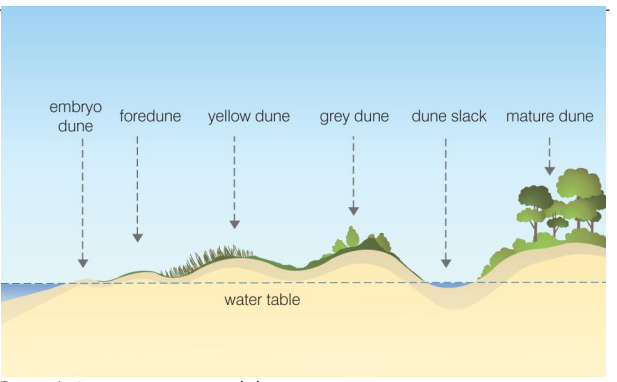 embryo
dune
foredune
yellow dune
grey dune
dune slack
mature dune
water table